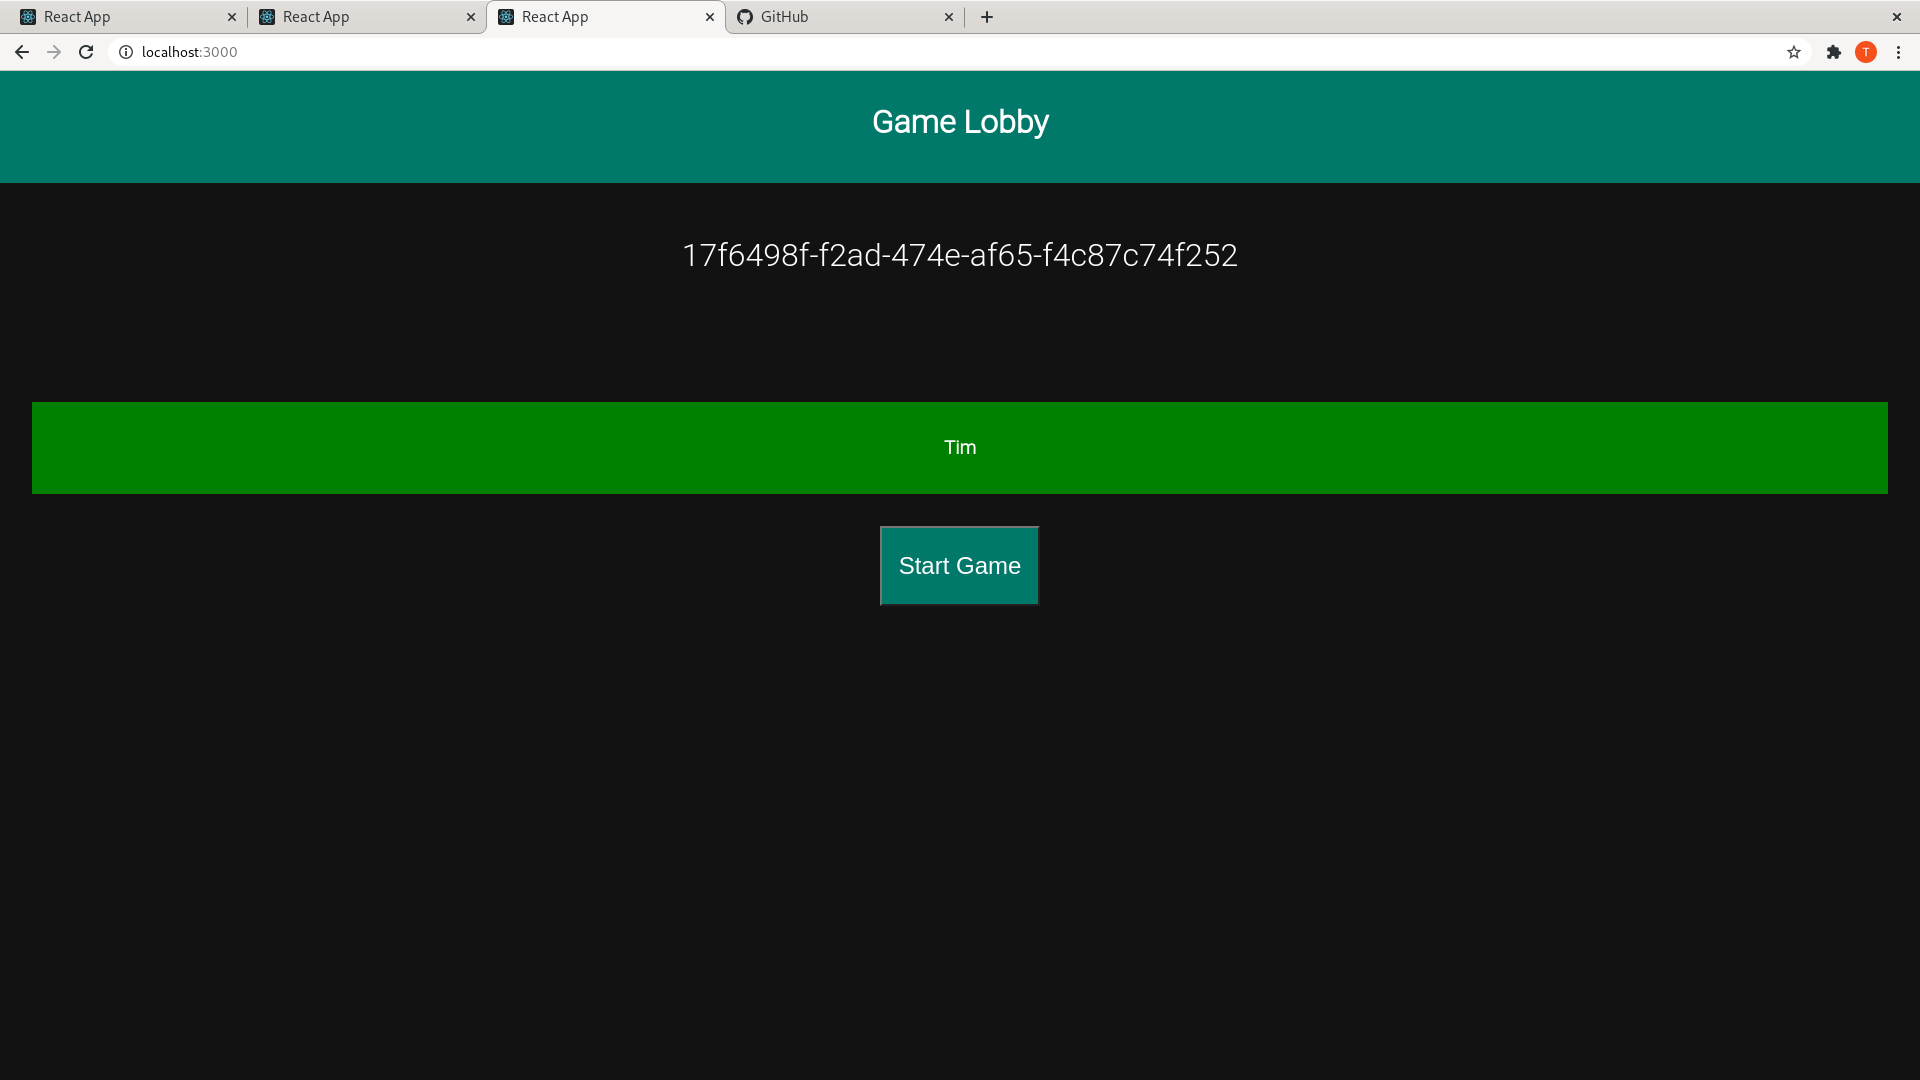 React App
React App
React App
GitHub
localhost:3000
T
Game Lobby
17f6498f-f2ad-474e-af65-f4c87c74f252
Tim
Start Game